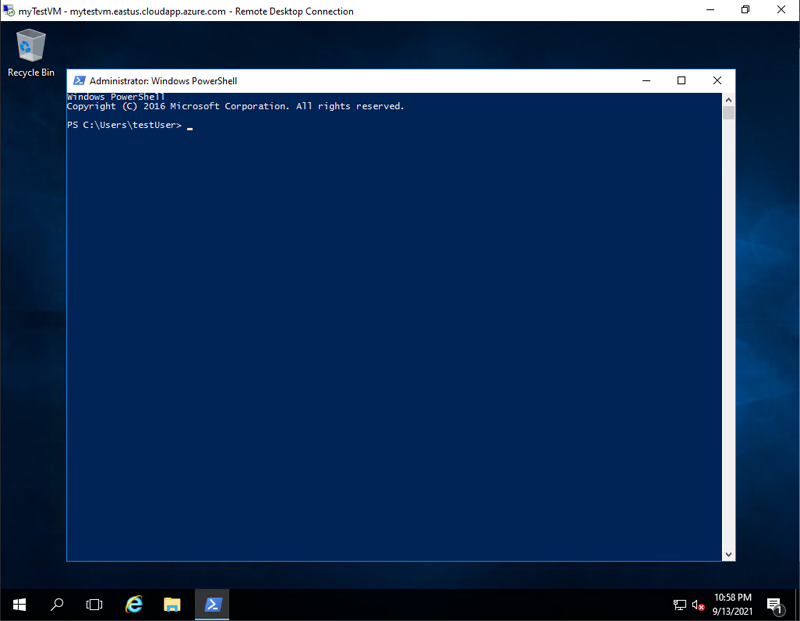 myTestVM - mytestvm.eastus.cloudapp.azure.com - Remote Desktop Connection
Recycle Bin
Administrator: Windows PowerShell
Windows PowerShell
Copyright (C) 2016 Microsoft Corporation. All rights reserved.
PS C:\Users\testUser> _
10:58 PM
9/13/2021
1